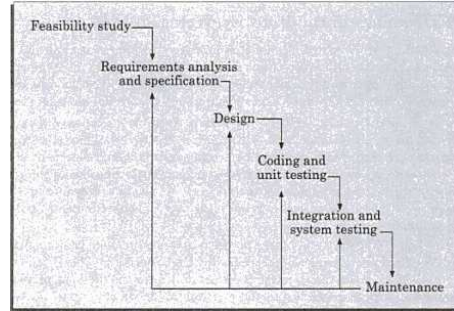 Feasibility study
Requirements analysis
and specification
Design
Coding and
unit testing
Integration and
system testing
Maintenance